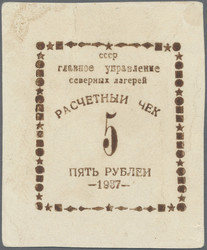 СССР
ГЛАВНОЕ УПРАВЛЕНИЕ
СЕВЕРНЫХ ЛАГЕРЕЙ
РАСЧЕТНЫЙ ЧЕК
5
ПЯТЬ РУБЛЕЙ
—1937—